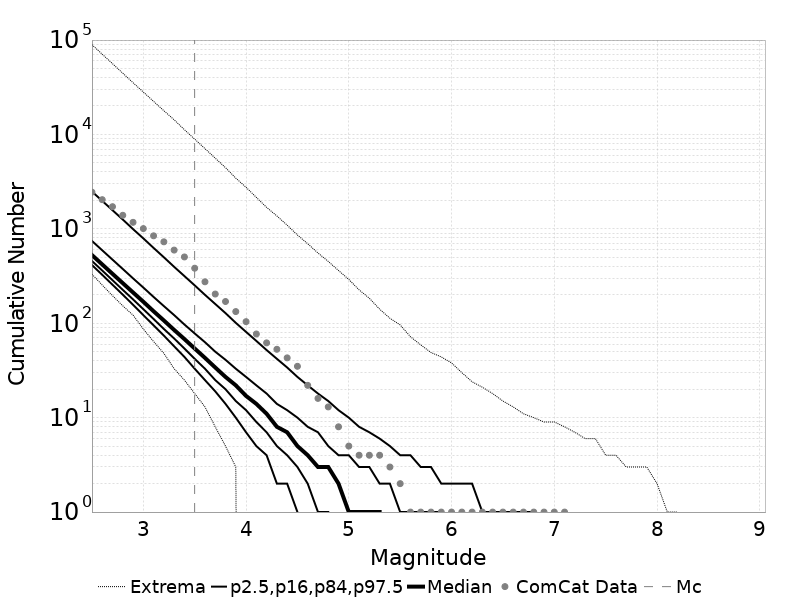 10^5
10^4
10^3
10^2
10^1
10^0
Cumulative Number
3 4 5 6 7 8 9
Magnitude
Extrema p2.5,p16,p84,p97.5 Median ComCat Data Mc